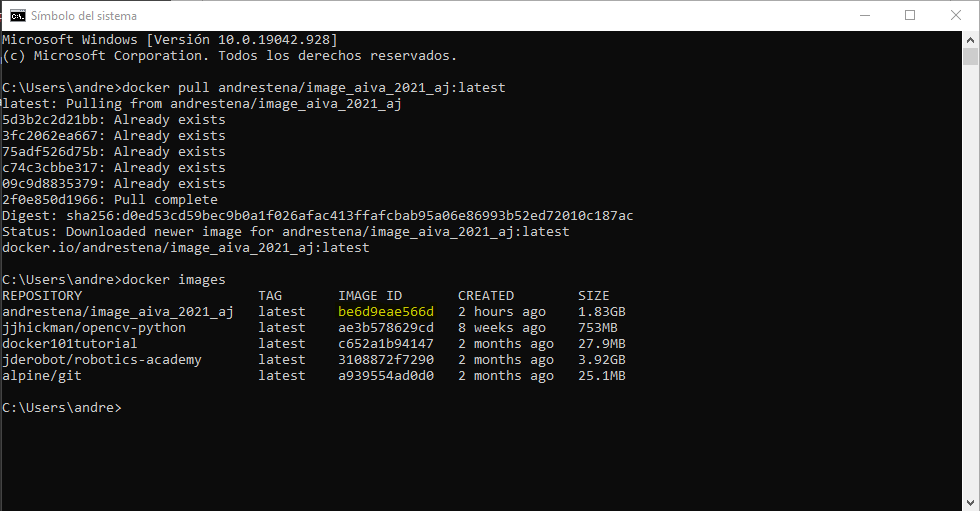 Símbolo del sistema
Microsoft Windows [Versión 10.0.19042.928]
(c) Microsoft Corporation. Todos los derechos reservados.
C:\Users\andre>docker pull andrestena/image_aiva_2021_aj:latest
latest: Pulling from andrestena/image_aiva_2021_aj
5d3b2c2d21bb: Already exists
3fc2062ea667: Already exists
75adf526d75b: Already exists
c74c3cbbe317: Already exists
09c9d8835379: Already exists
2f0e850d1966: Pull complete
Digest: sha256:d0ed53cd59bec9b0a1f026afac413ffafcbab95a06e86993b52ed72010c187ac
Status: Downloaded newer image for andrestena/image_aiva_2021_aj:latest
docker.io/andrestena/image_aiva_2021_aj:latest
C:\Users\andre>docker images
REPOSITORY TAG IMAGE ID CREATED SIZE
andrestena/image_aiva_2021_aj latest be6d9eae566d 2 hours ago 1.83GB
jjhickman/opencv-python latest ae3b578629cd 8 weeks ago 753MB
docker101tutorial latest c652a1b94147 2 months ago 27.9MB
jderobot/robotics-academy latest 3108872f7290 2 months ago 3.92GB
alpine/git latest a939554ad0d0 2 months ago 25.1MB
C:\Users\andre>